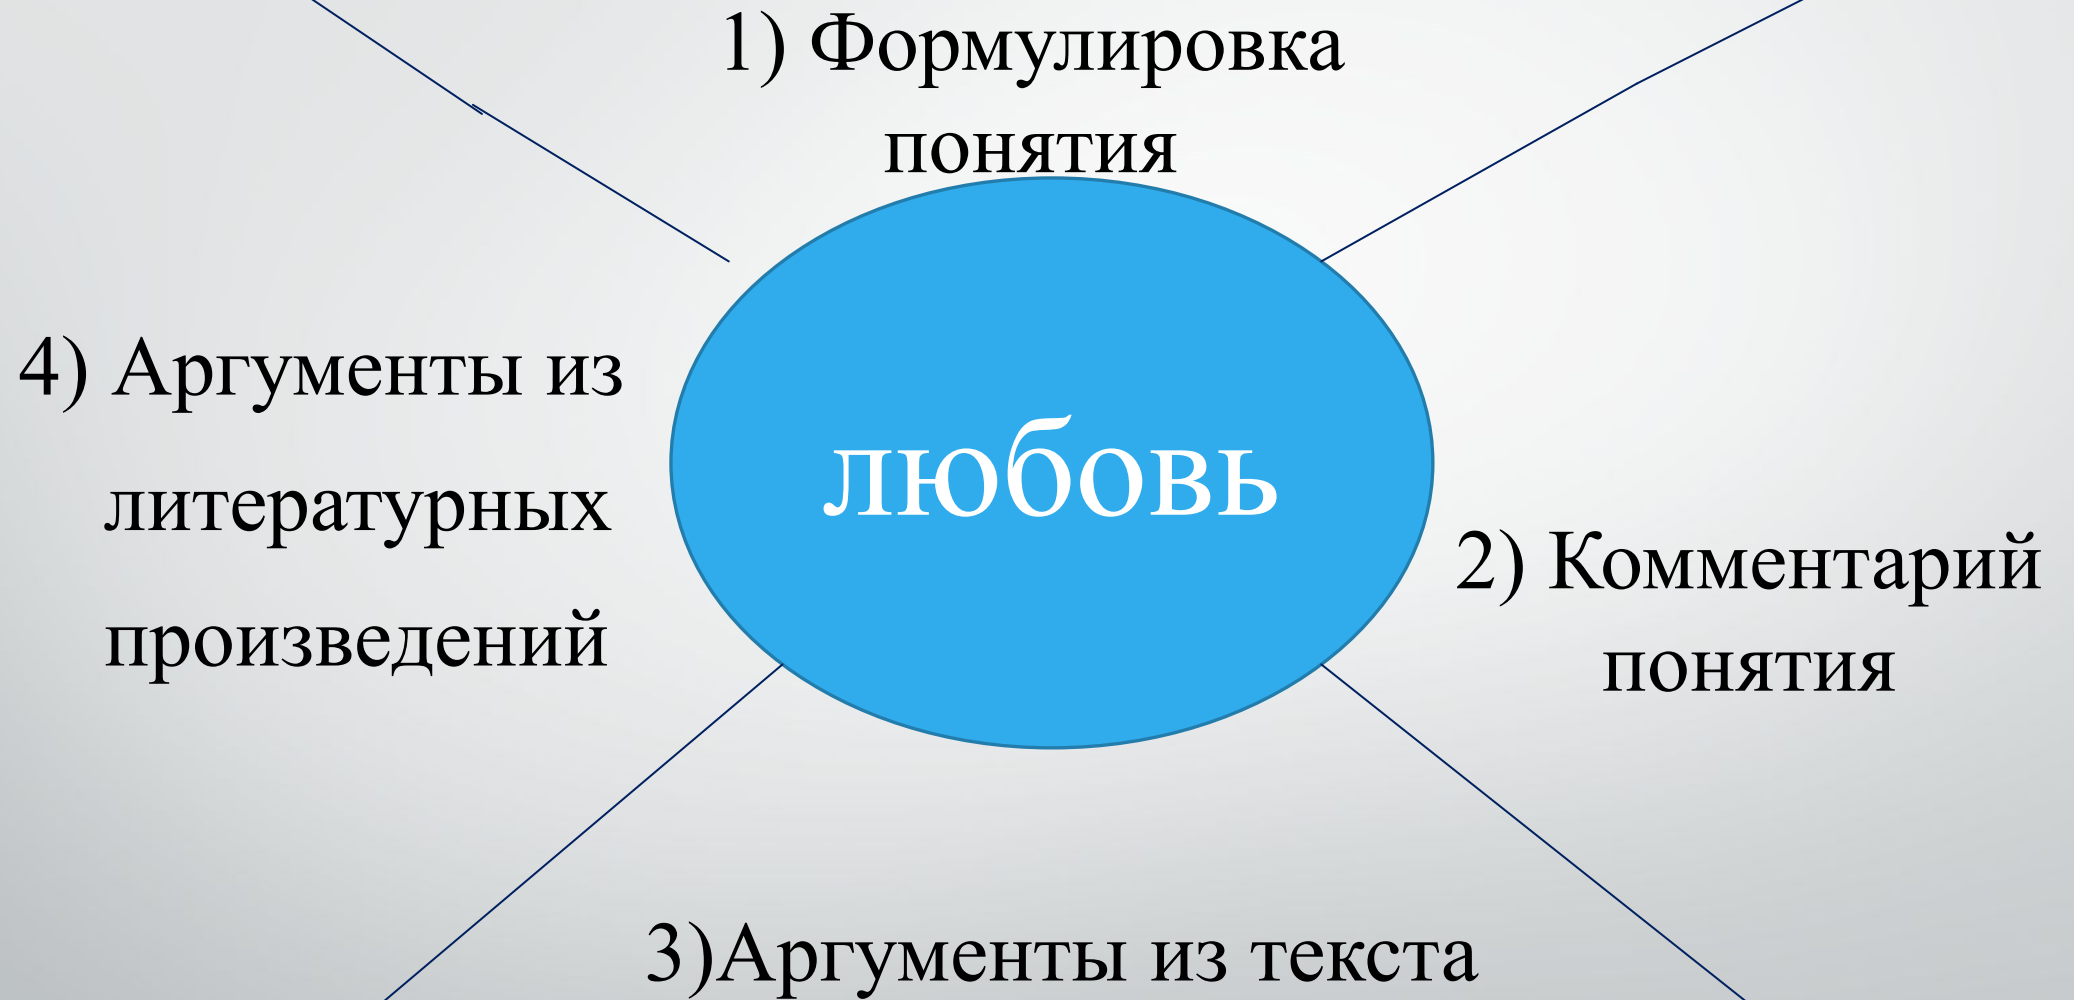 1) Формулировка
понятия
любовь
2) Комментарий
понятия
3)Аргументы из текста
4) Аргументы из
литературных
произведений